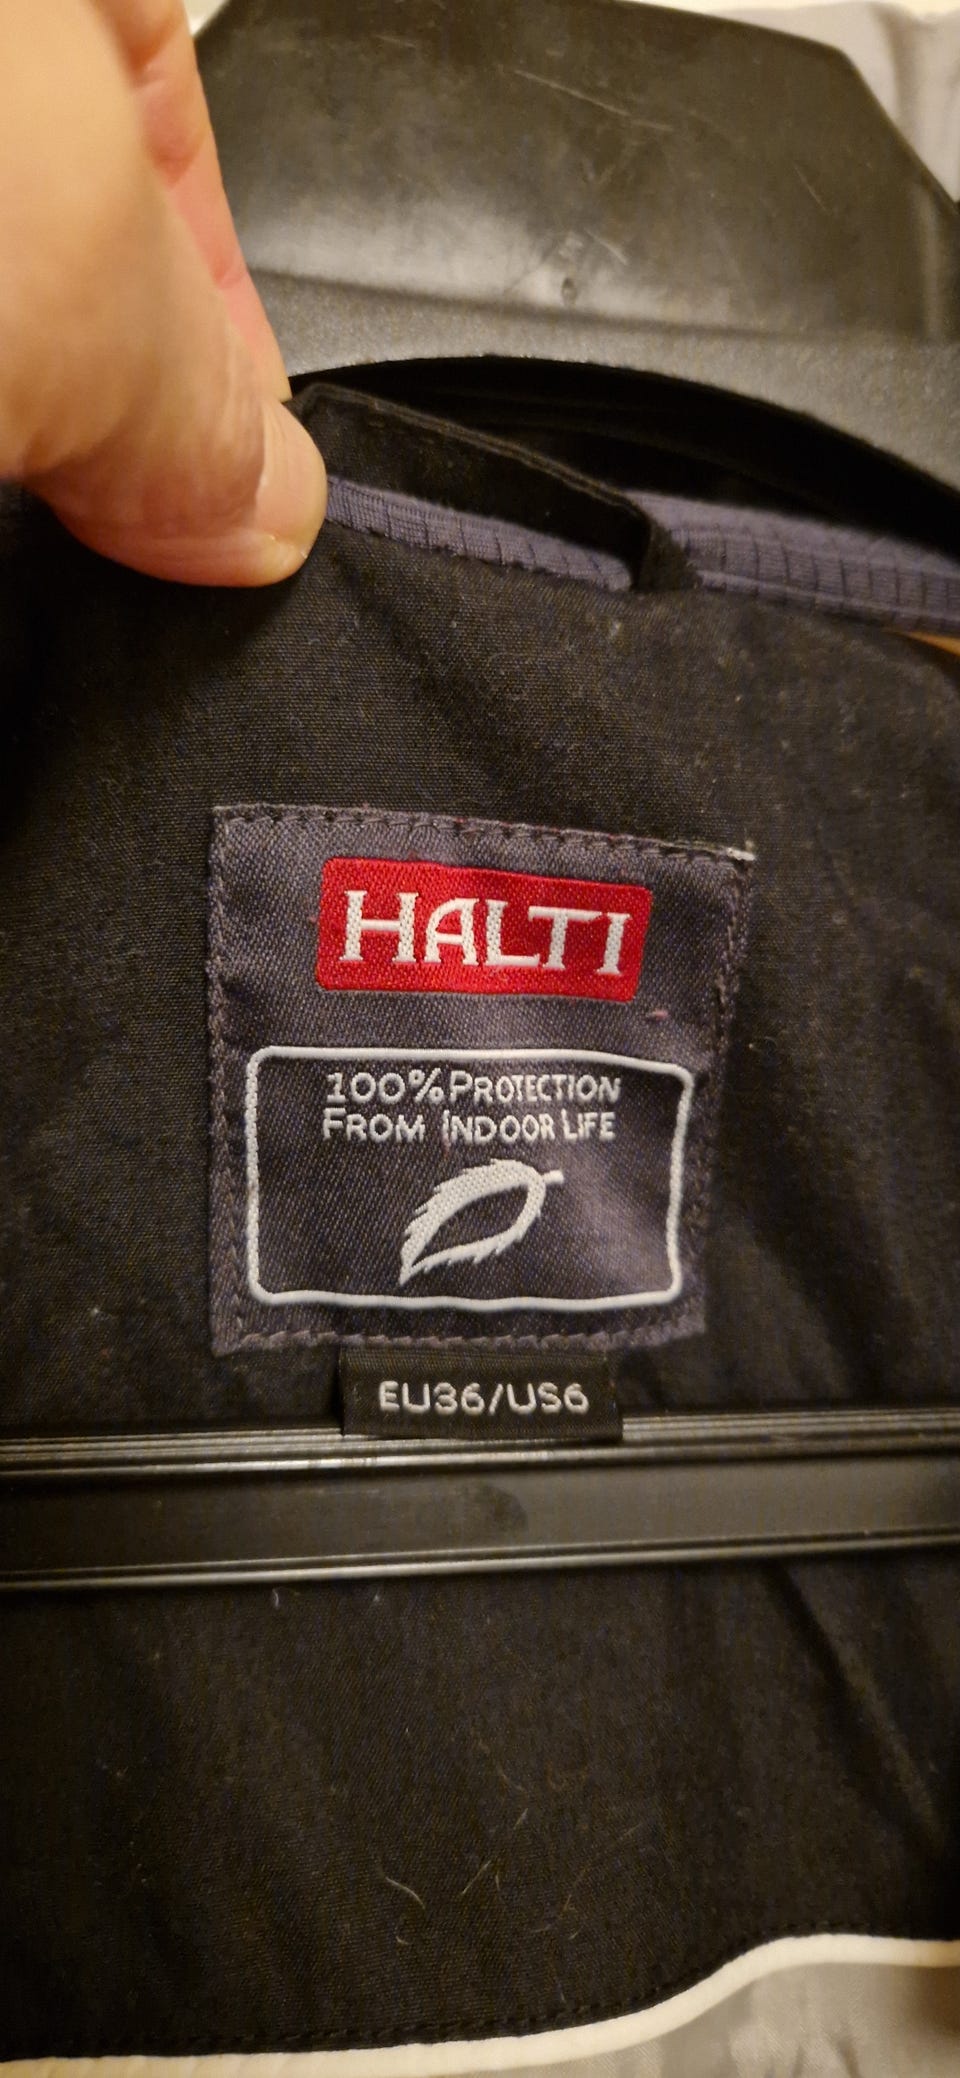 HALTI
100% PROTECTION
FROM INDOOR LIFE
EU36/US6